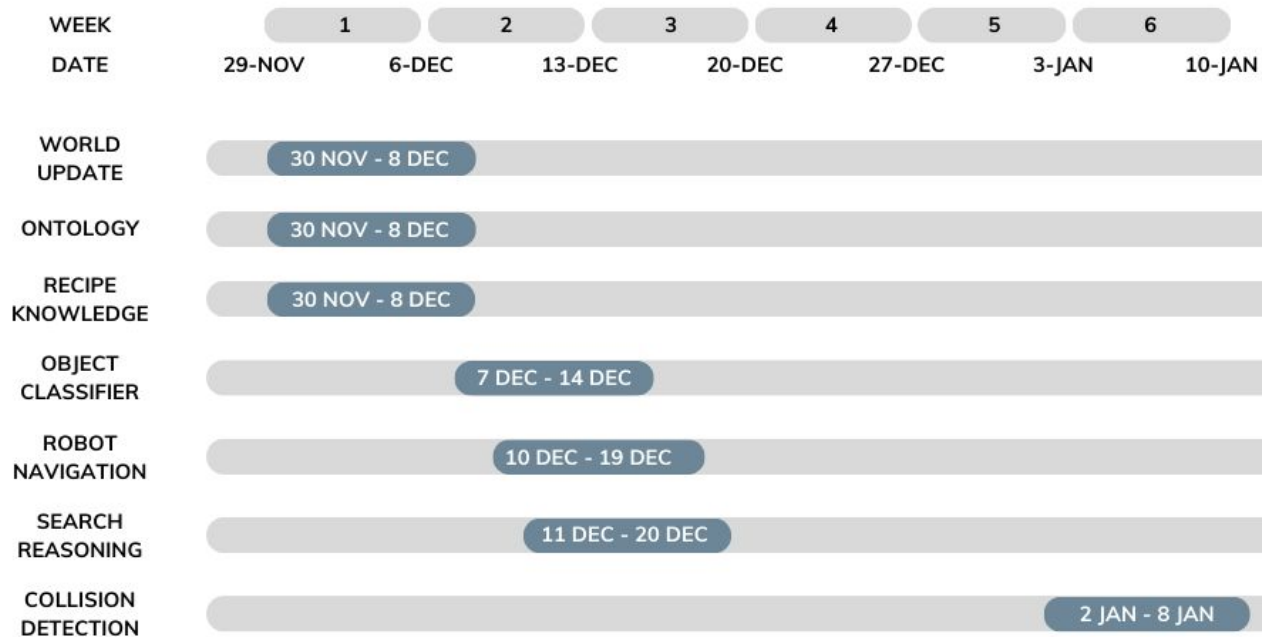 WEEK 1 2 3 4 5 6
DATE 29-NOV 6-DEC 13-DEC 20-DEC 27-DEC 3-JAN 10-JAN
WORLD
UPDATE
30 NOV - 8 DEC
ONTOLOGY 30 NOV - 8 DEC
RECIPE
KNOWLEDGE
30 NOV - 8 DEC
OBJECT
CLASSIFIER
7 DEC - 14 DEC
ROBOT
NAVIGATION
10 DEC - 19 DEC
SEARCH
REASONING
11 DEC - 20 DEC
COLLISION
DETECTION
2 JAN - 8 JAN